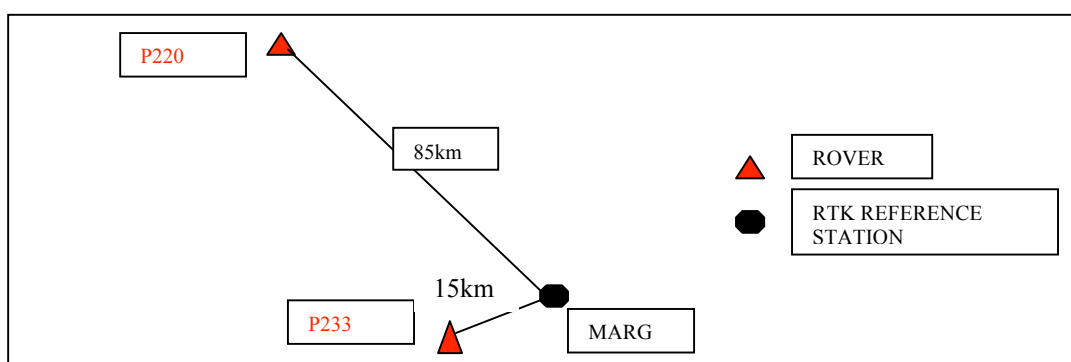 P220
85km
ROVER
RTK REFERENCE
STATION
15km
P233
MARG